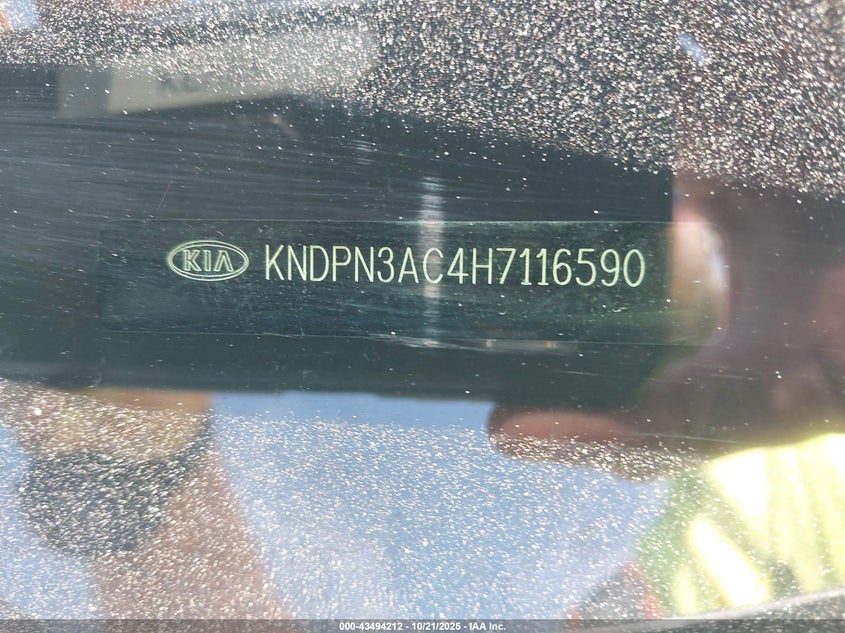 KIA KNDPN3AC4H7116590
000-43494212 - 10/21/2025 - IAA Inc.